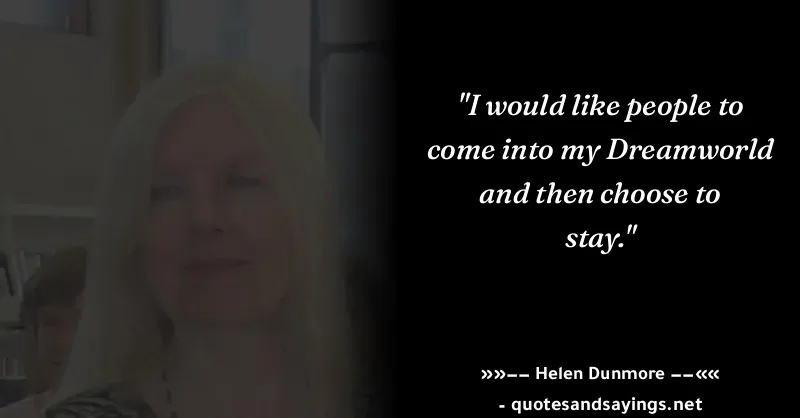 "I would like people to
come into my Dreamworld
and then choose to
stay."
»»−− Helen Dunmore −−««
- quotesandsayings.net